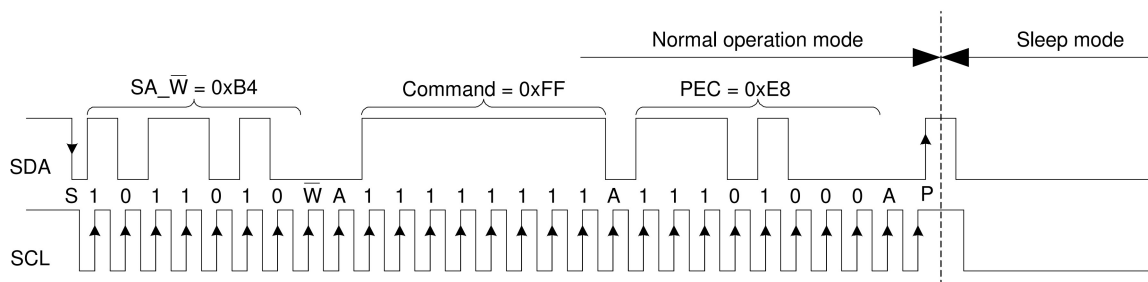 Normal operation mode Sleep mode
SA_W̅ = 0xB4 Command = 0xFF PEC = 0xE8
SDA
S 1 0 1 1 0 1 0 W̅ A 1 1 1 1 1 1 1 1 A 1 1 1 0 1 0 0 0 A P
SCL